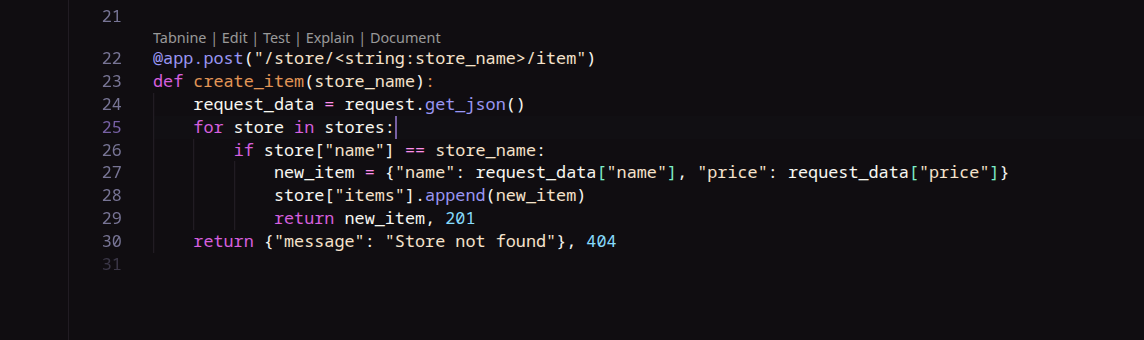 21
Tabnine | Edit | Test | Explain | Document
22 @app.post("/store/<string:store_name>/item")
23 def create_item(store_name):
24     request_data = request.get_json()
25     for store in stores:
26         if store["name"] == store_name:
27             new_item = {"name": request_data["name"], "price": request_data["price"]}
28             store["items"].append(new_item)
29             return new_item, 201
30     return {"message": "Store not found"}, 404
31